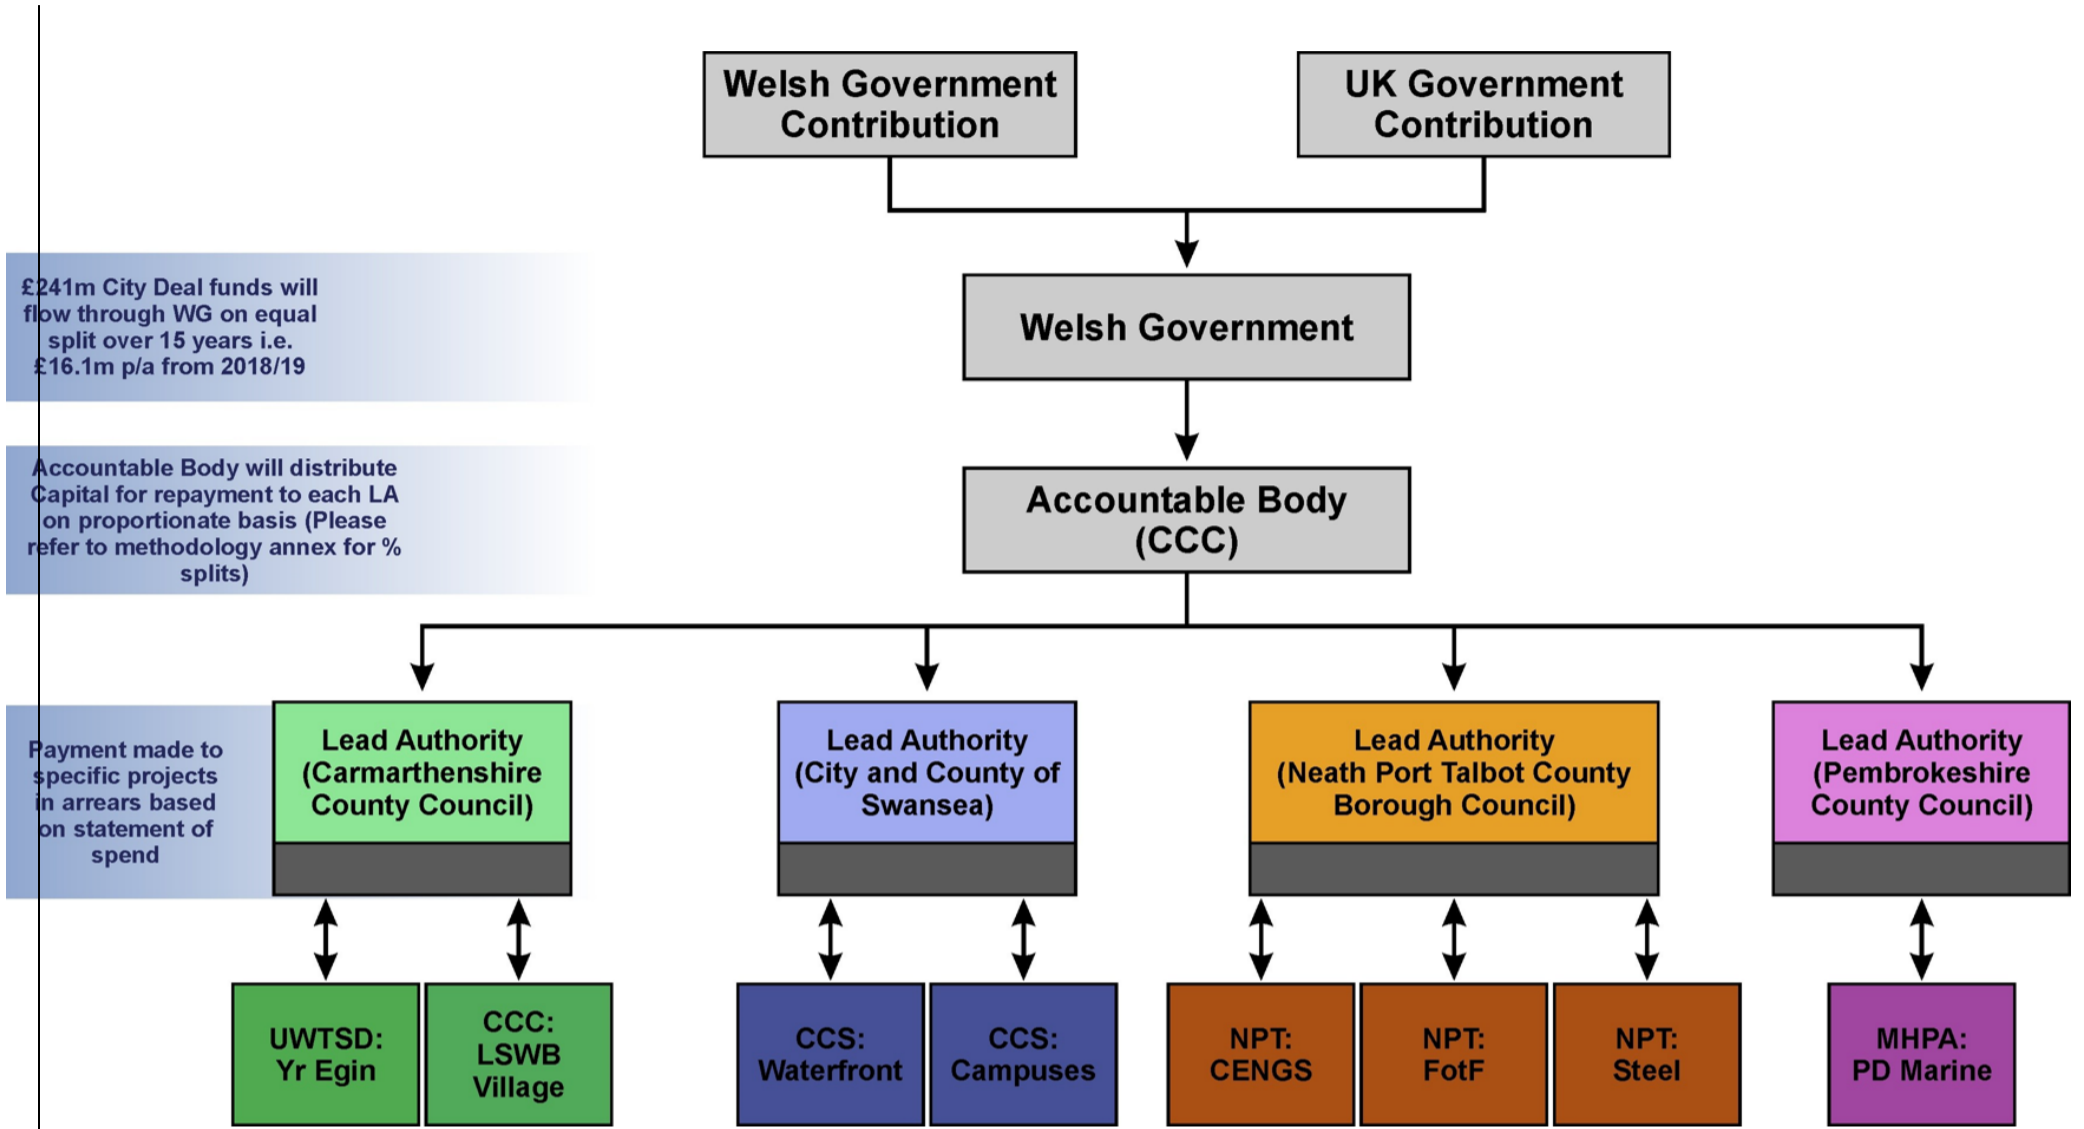 Welsh Government
Contribution
UK Government
Contribution
£241m City Deal funds will
flow through WG on equal
split over 15 years i.e.
£16.1m p/a from 2018/19
Welsh Government
Accountable Body will distribute
Capital for repayment to each LA
on proportionate basis (Please
refer to methodology annex for %
splits)
Accountable Body
(CCC)
Payment made to
specific projects
in arrears based
on statement of
spend
Lead Authority
(Carmarthenshire
County Council)
Lead Authority
(City and County of
Swansea)
Lead Authority
(Neath Port Talbot County
Borough Council)
Lead Authority
(Pembrokeshire
County Council)
UWTSD:
Yr Egin
CCC:
LSWB
Village
CCS:
Waterfront
CCS:
Campuses
NPT:
CENGS
NPT:
FotF
NPT:
Steel
MHPA:
PD Marine